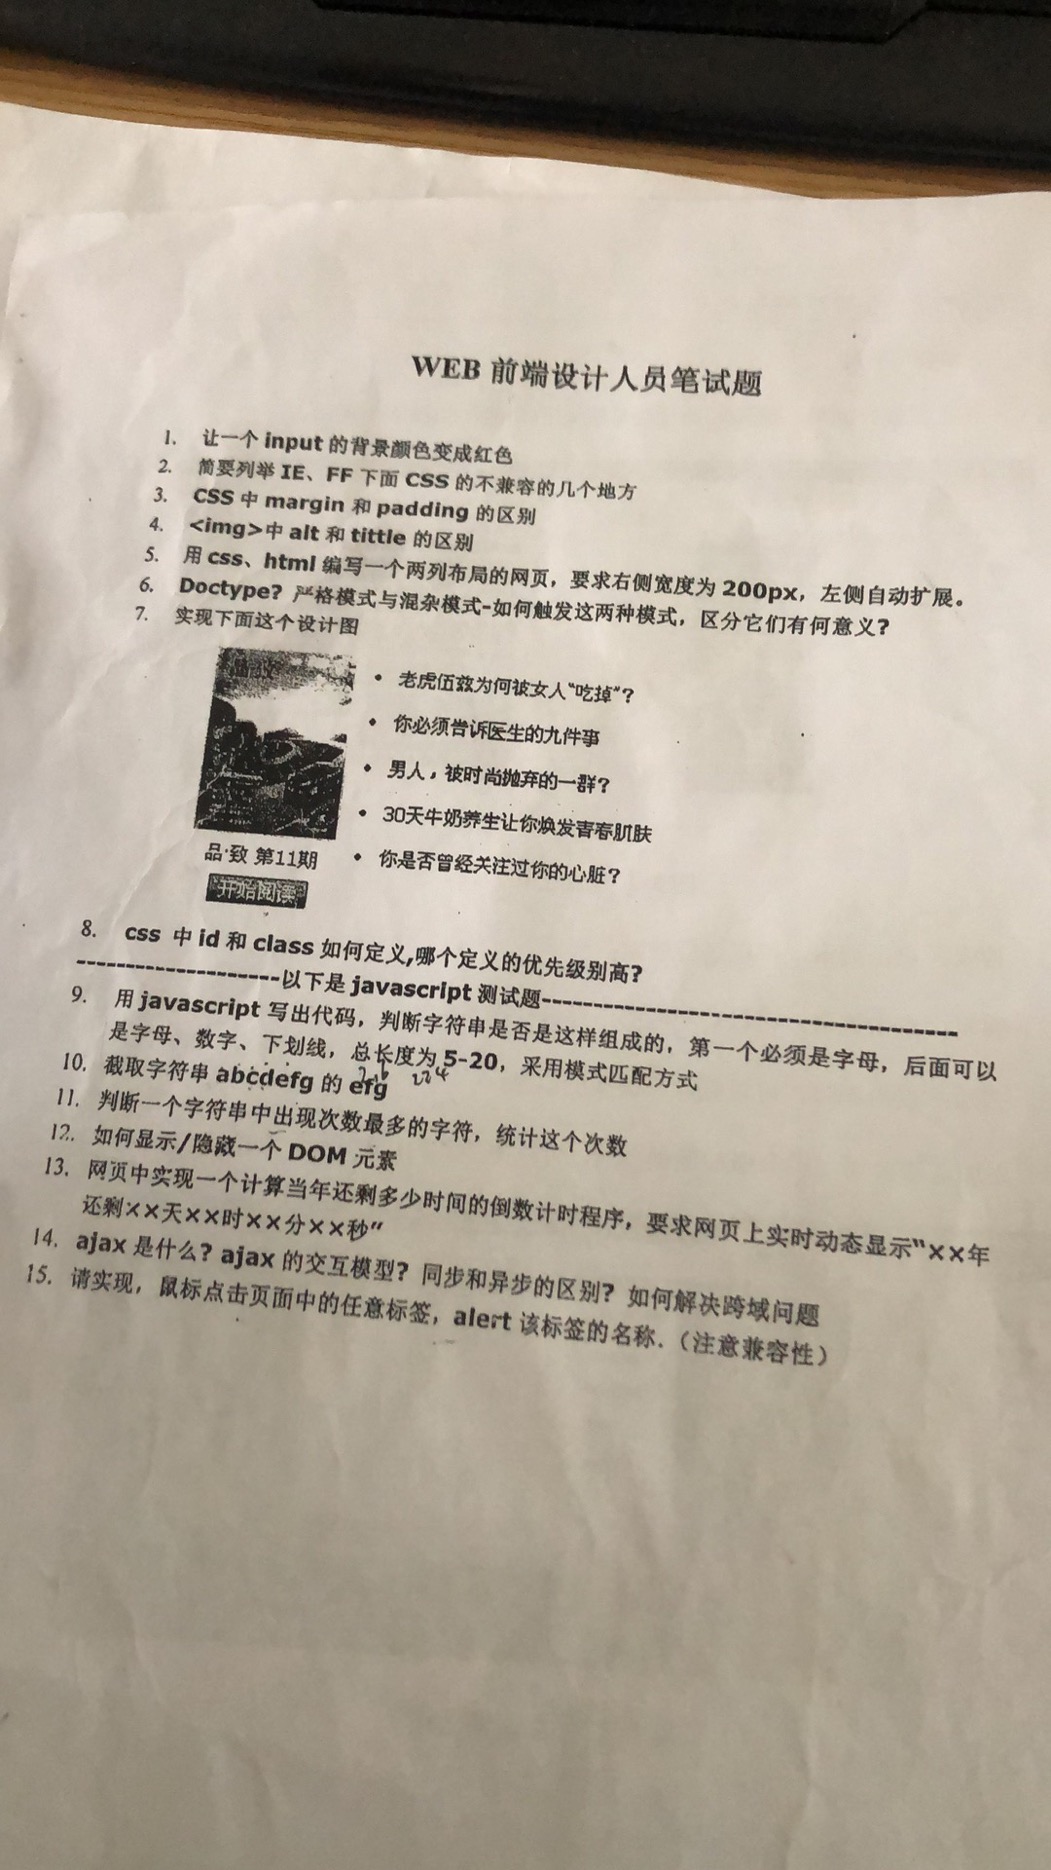 WEB 前端设计人员笔试题
1. 让一个 input 的背景颜色变成红色
2. 简要列举 IE、FF 下面 CSS 的不兼容的几个地方
3. CSS 中 margin 和 padding 的区别
4. <img>中 alt 和 tittle 的区别
5. 用 css、html 编写一个两列布局的网页，要求右侧宽度为 200px，左侧自动扩展。
6. Doctype? 严格模式与混杂模式-如何触发这两种模式，区分它们有何意义?
7. 实现下面这个设计图
• 老虎伍兹为何被女人“吃掉”?
• 你必须告诉医生的九件事
• 男人，被时尚抛弃的一群?
• 30天牛奶养生让你焕发青春肌肤
品·致 第11期
• 你是否曾经关注过你的心脏?
开始阅读
8. css 中 id 和 class 如何定义,哪个定义的优先级别高?
--------------------以下是 javascript 测试题----------------------------------------
9. 用 javascript 写出代码，判断字符串是否是这样组成的，第一个必须是字母，后面可以
是字母、数字、下划线，总长度为 5-20，采用模式匹配方式
10. 截取字符串 abcdefg 的 efg
11. 判断一个字符串中出现次数最多的字符，统计这个次数
12. 如何显示/隐藏一个 DOM 元素
13. 网页中实现一个计算当年还剩多少时间的倒数计时程序，要求网页上实时动态显示“××年
还剩××天××时××分××秒”
14. ajax 是什么? ajax 的交互模型? 同步和异步的区别? 如何解决跨域问题
15. 请实现，鼠标点击页面中的任意标签，alert 该标签的名称.（注意兼容性）